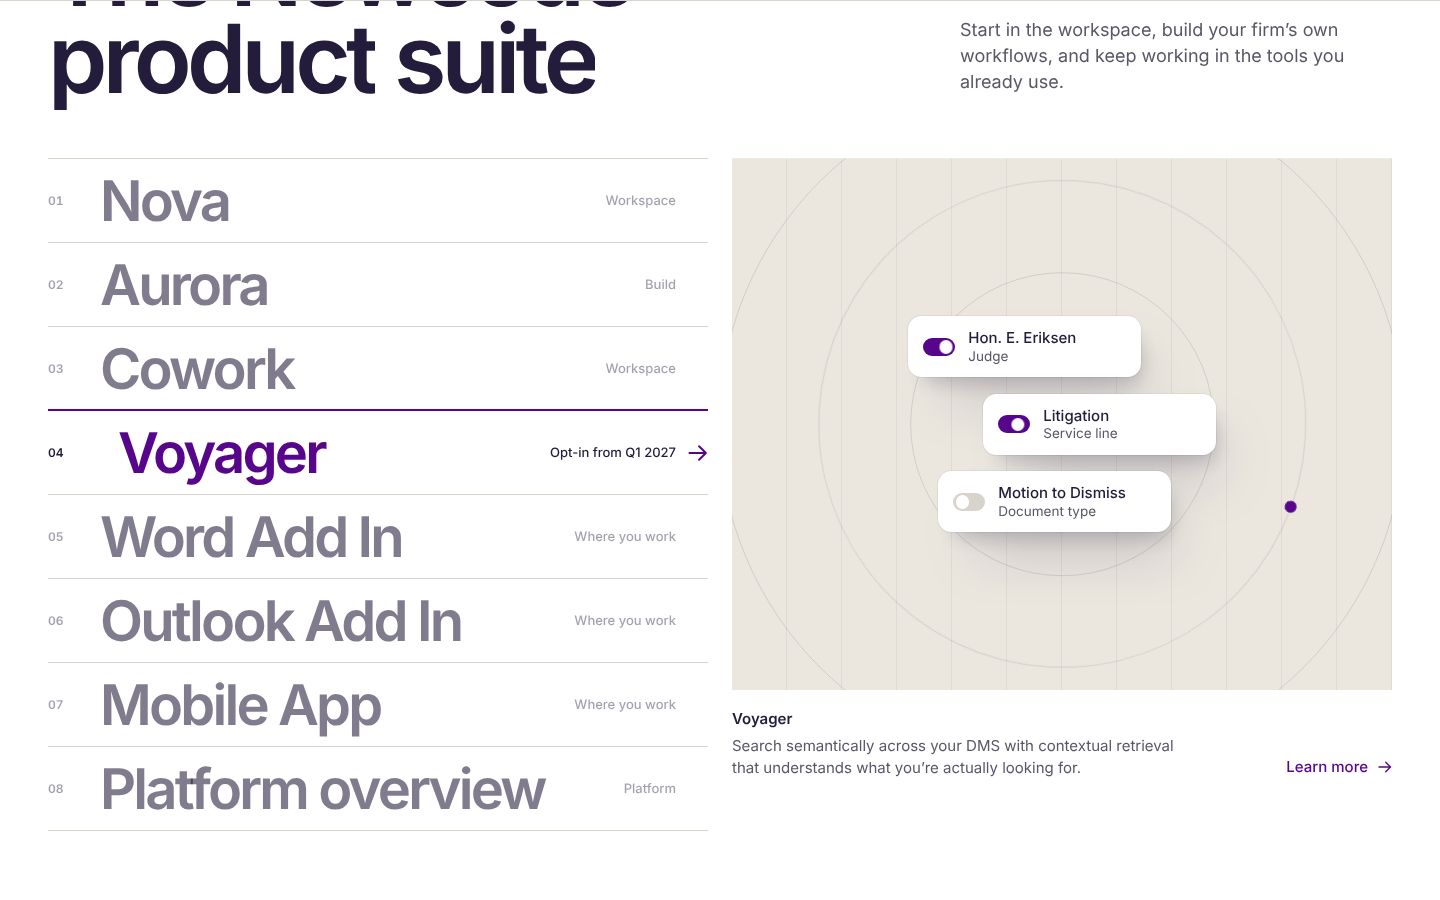 product suite
Start in the workspace, build your firm’s own
workflows, and keep working in the tools you
already use.
01 Nova Workspace
02 Aurora Build
03 Cowork Workspace
04 Voyager Opt-in from Q1 2027
05 Word Add In Where you work
06 Outlook Add In Where you work
07 Mobile App Where you work
08 Platform overview Platform
Hon. E. Eriksen
Judge
Litigation
Service line
Motion to Dismiss
Document type
Voyager
Search semantically across your DMS with contextual retrieval
that understands what you’re actually looking for.
Learn more